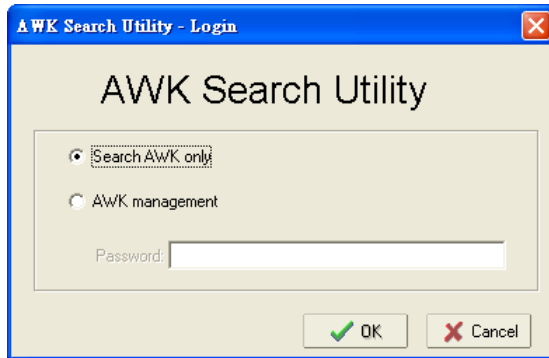 AWK Search Utility - Login
AWK Search Utility
Search AWK only
AWK management
Password:
OK
Cancel